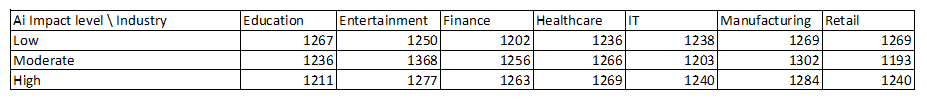 Ai Impact level \ Industry Education Entertainment Finance Healthcare IT Manufacturing Retail
Low 1267 1250 1202 1236 1238 1269 1269
Moderate 1236 1368 1256 1266 1203 1302 1193
High 1211 1277 1263 1269 1240 1284 1240